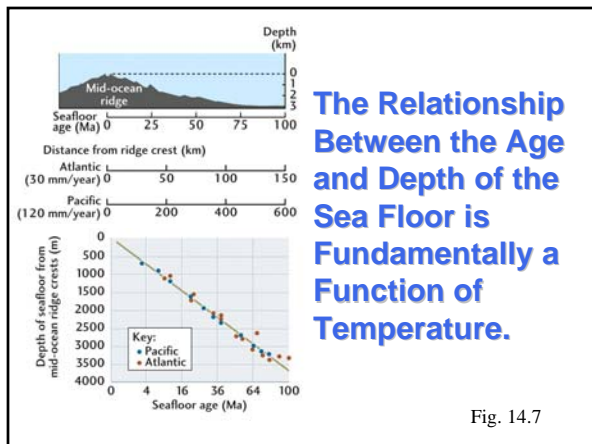 Depth
(km)
0
1
2
3
Mid-ocean
ridge
Seafloor
age (Ma) 0 25 50 75 100
Distance from ridge crest (km)
Atlantic
(30 mm/year) 0 50 100 150
Pacific
(120 mm/year) 0 200 400 600
Depth of seafloor from
mid-ocean ridge crests (m)
0
500
1000
1500
2000
2500
3000
3500
4000
Key:
Pacific
Atlantic
0 4 16 36 64 100
Seafloor age (Ma)
The Relationship
Between the Age
and Depth of the
Sea Floor is
Fundamentally a
Function of
Temperature.
Fig. 14.7